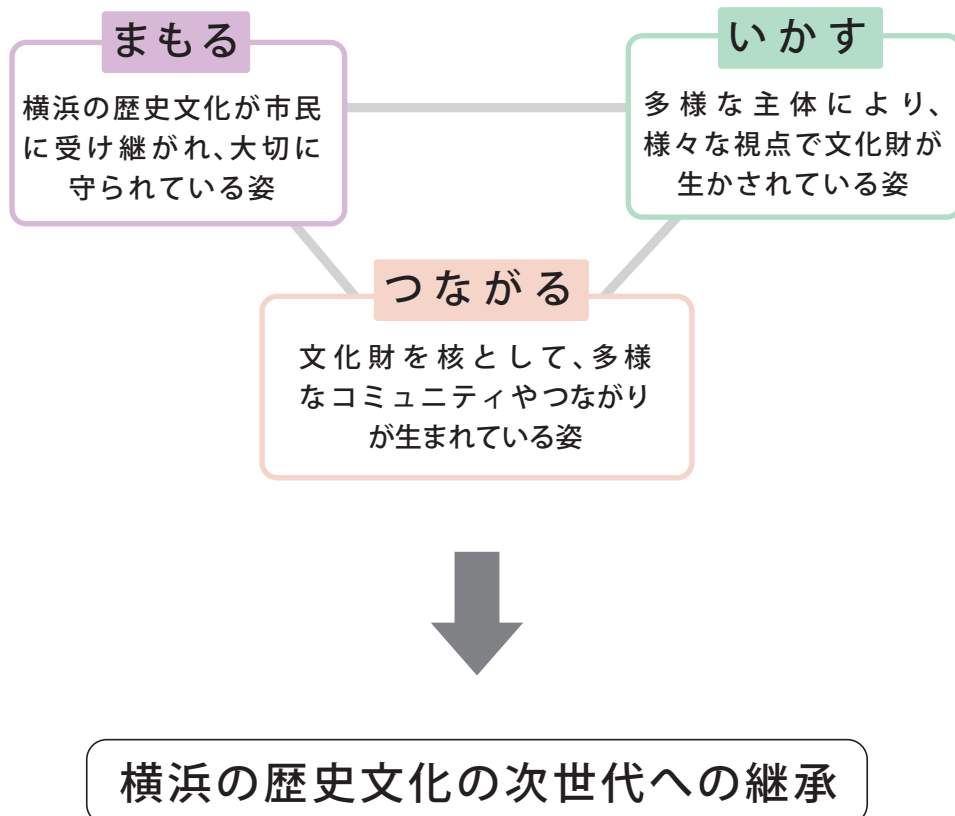 まもる
横浜の歴史文化が市民
に受け継がれ、大切に
守られている姿
いかす
多様な主体により、
様々な視点で文化財が
生かされている姿
つながる
文化財を核として、多様
なコミュニティやつながり
が生まれている姿
横浜の歴史文化の次世代への継承